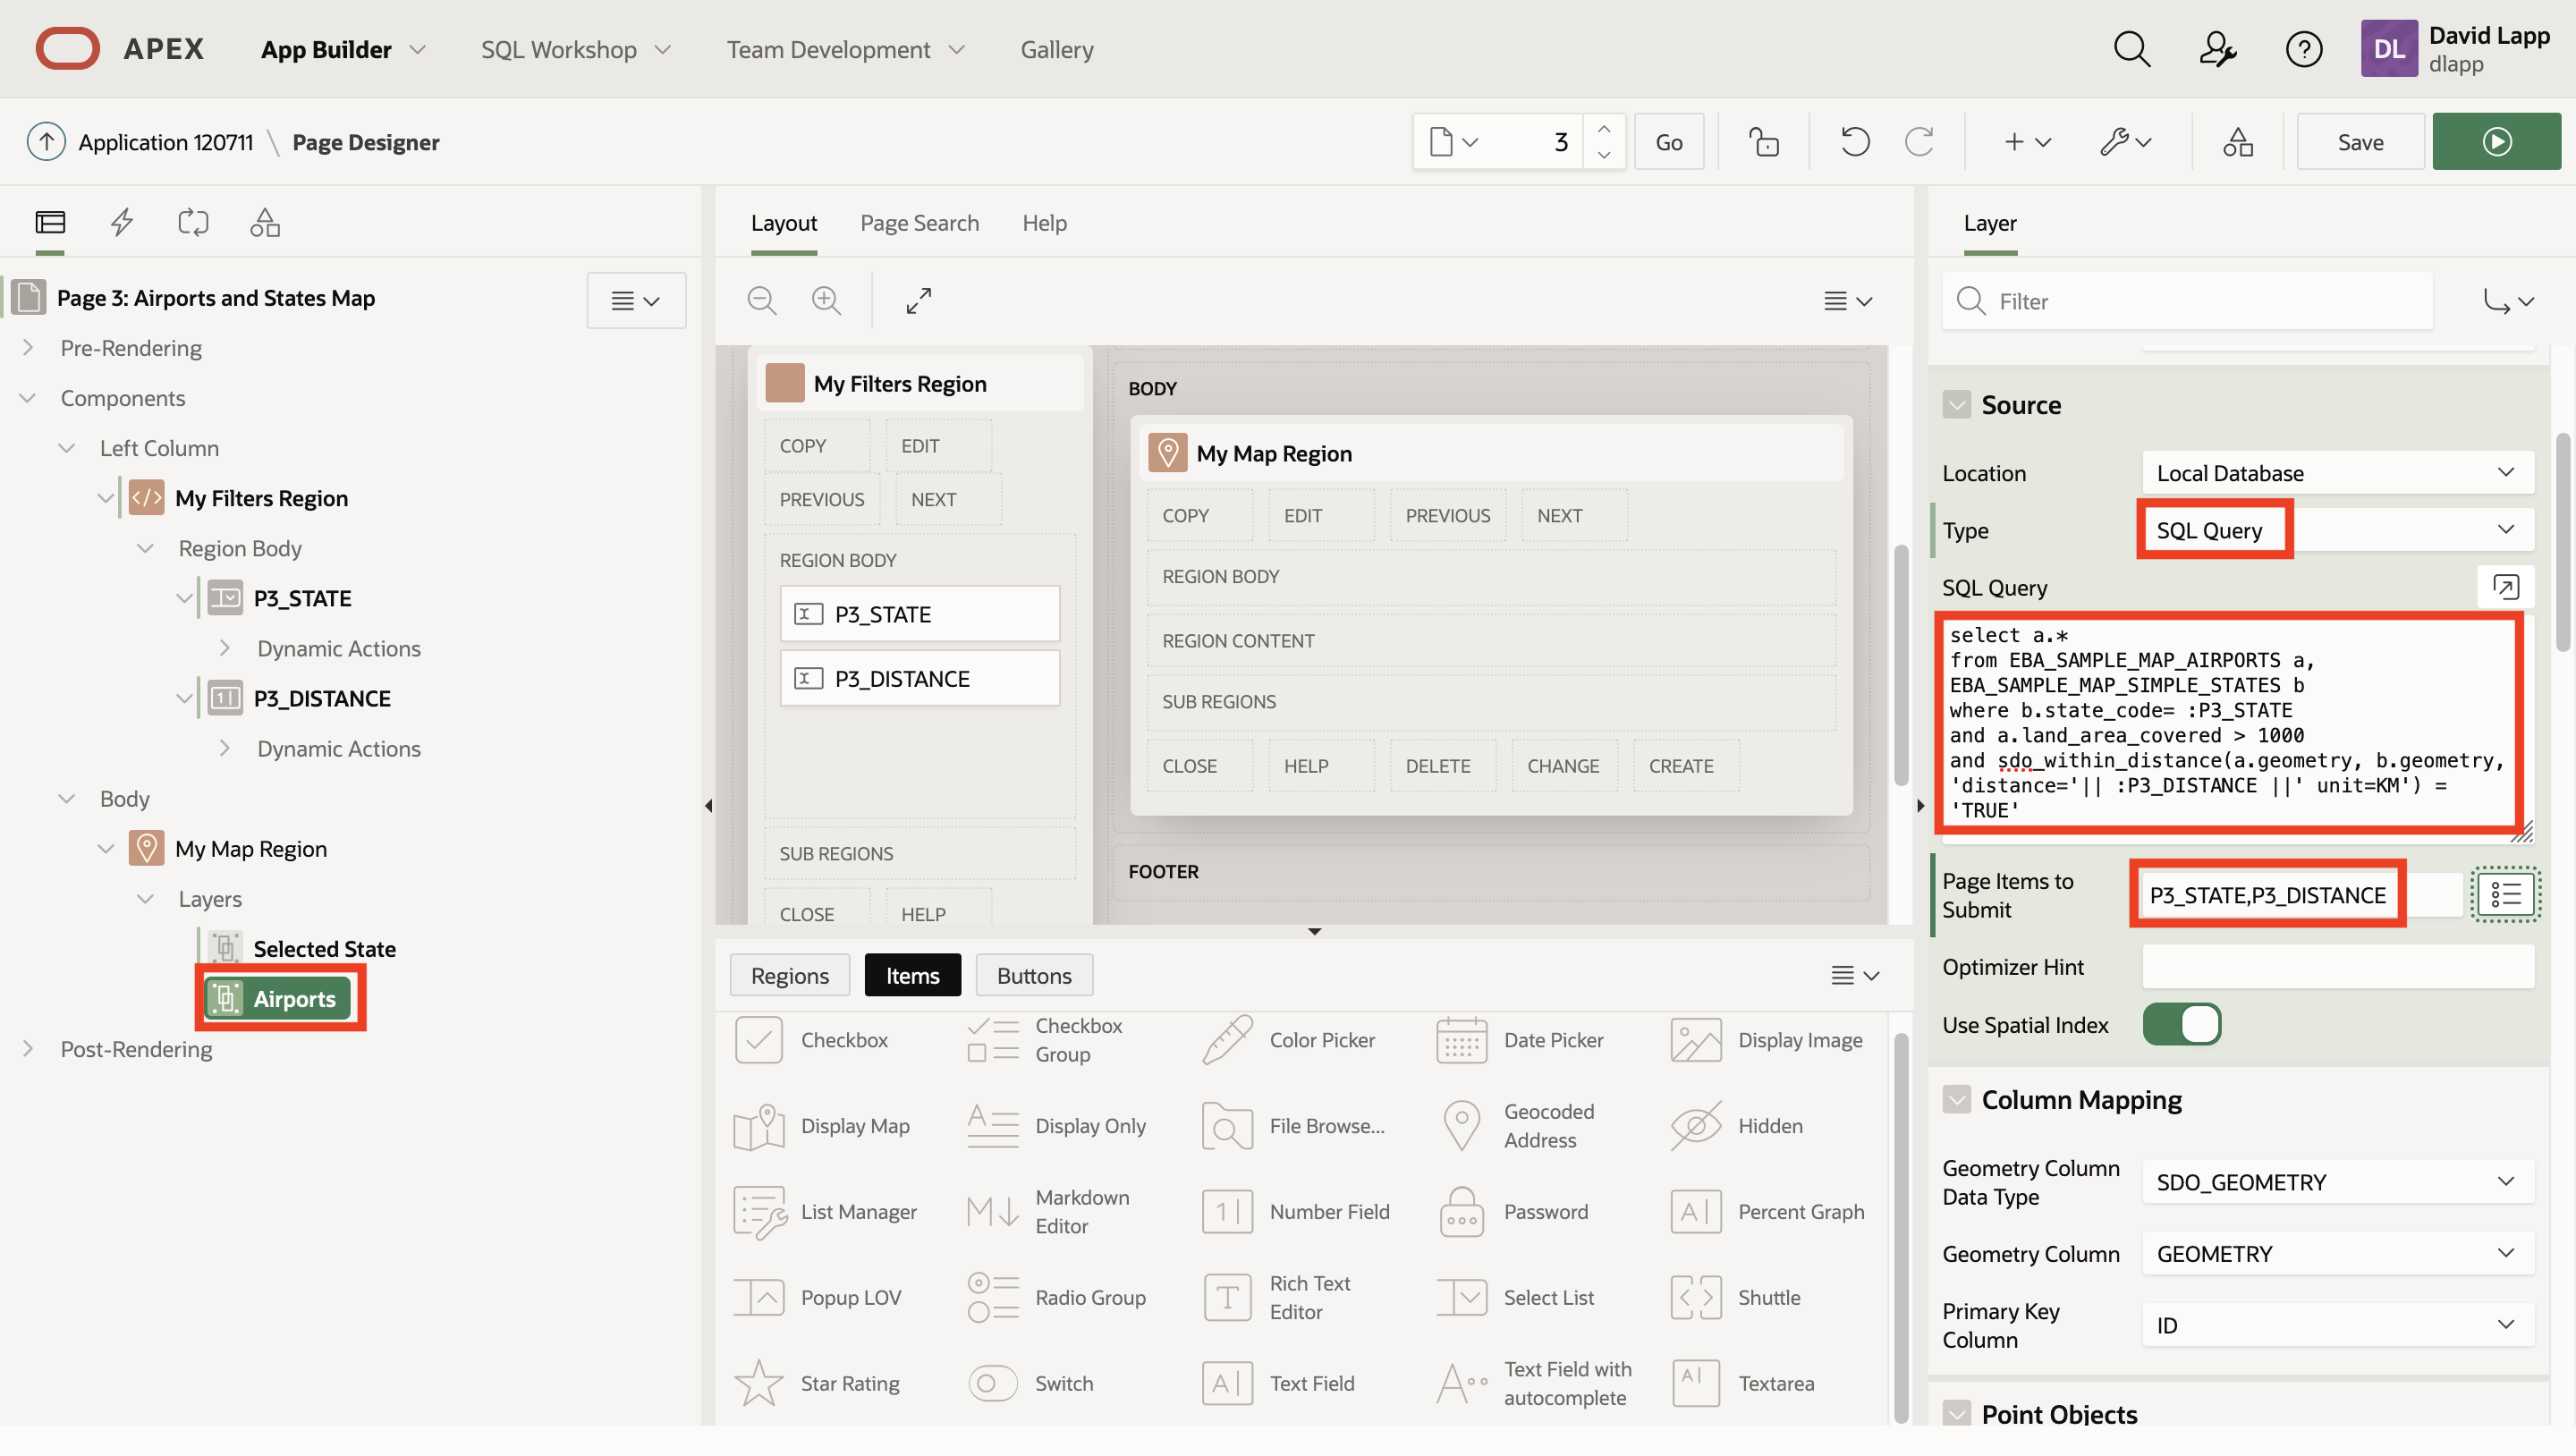 APEX
App Builder
SQL Workshop
Team Development
Gallery
DL
David Lapp
dlapp
Application 120711 \ Page Designer
3
Go
Save
Page 3: Airports and States Map
Pre-Rendering
Components
Left Column
My Filters Region
Region Body
P3_STATE
Dynamic Actions
P3_DISTANCE
Dynamic Actions
Body
My Map Region
Layers
Selected State
Airports
Post-Rendering
Layout
Page Search
Help
My Filters Region
COPY
EDIT
PREVIOUS
NEXT
REGION BODY
P3_STATE
P3_DISTANCE
SUB REGIONS
CLOSE
HELP
BODY
My Map Region
COPY
EDIT
PREVIOUS
NEXT
REGION BODY
REGION CONTENT
SUB REGIONS
CLOSE
HELP
DELETE
CHANGE
CREATE
FOOTER
Regions
Items
Buttons
Checkbox
Checkbox
Group
Color Picker
Date Picker
Display Image
Display Map
Display Only
File Browse...
Geocoded
Address
Hidden
List Manager
Markdown
Editor
Number Field
Password
Percent Graph
Popup LOV
Radio Group
Rich Text
Editor
Select List
Shuttle
Star Rating
Switch
Text Field
Text Field with
autocomplete
Textarea
Layer
Filter
Source
Location
Local Database
Type
SQL Query
SQL Query
select a.*
from EBA_SAMPLE_MAP_AIRPORTS a,
EBA_SAMPLE_MAP_SIMPLE_STATES b
where b.state_code= :P3_STATE
and a.land_area_covered > 1000
and sdo_within_distance(a.geometry, b.geometry,
'distance='|| :P3_DISTANCE ||' unit=KM') =
'TRUE'
Page Items to
Submit
P3_STATE,P3_DISTANCE
Optimizer Hint
Use Spatial Index
Column Mapping
Geometry Column
Data Type
SDO_GEOMETRY
Geometry Column
GEOMETRY
Primary Key
Column
ID
Point Objects